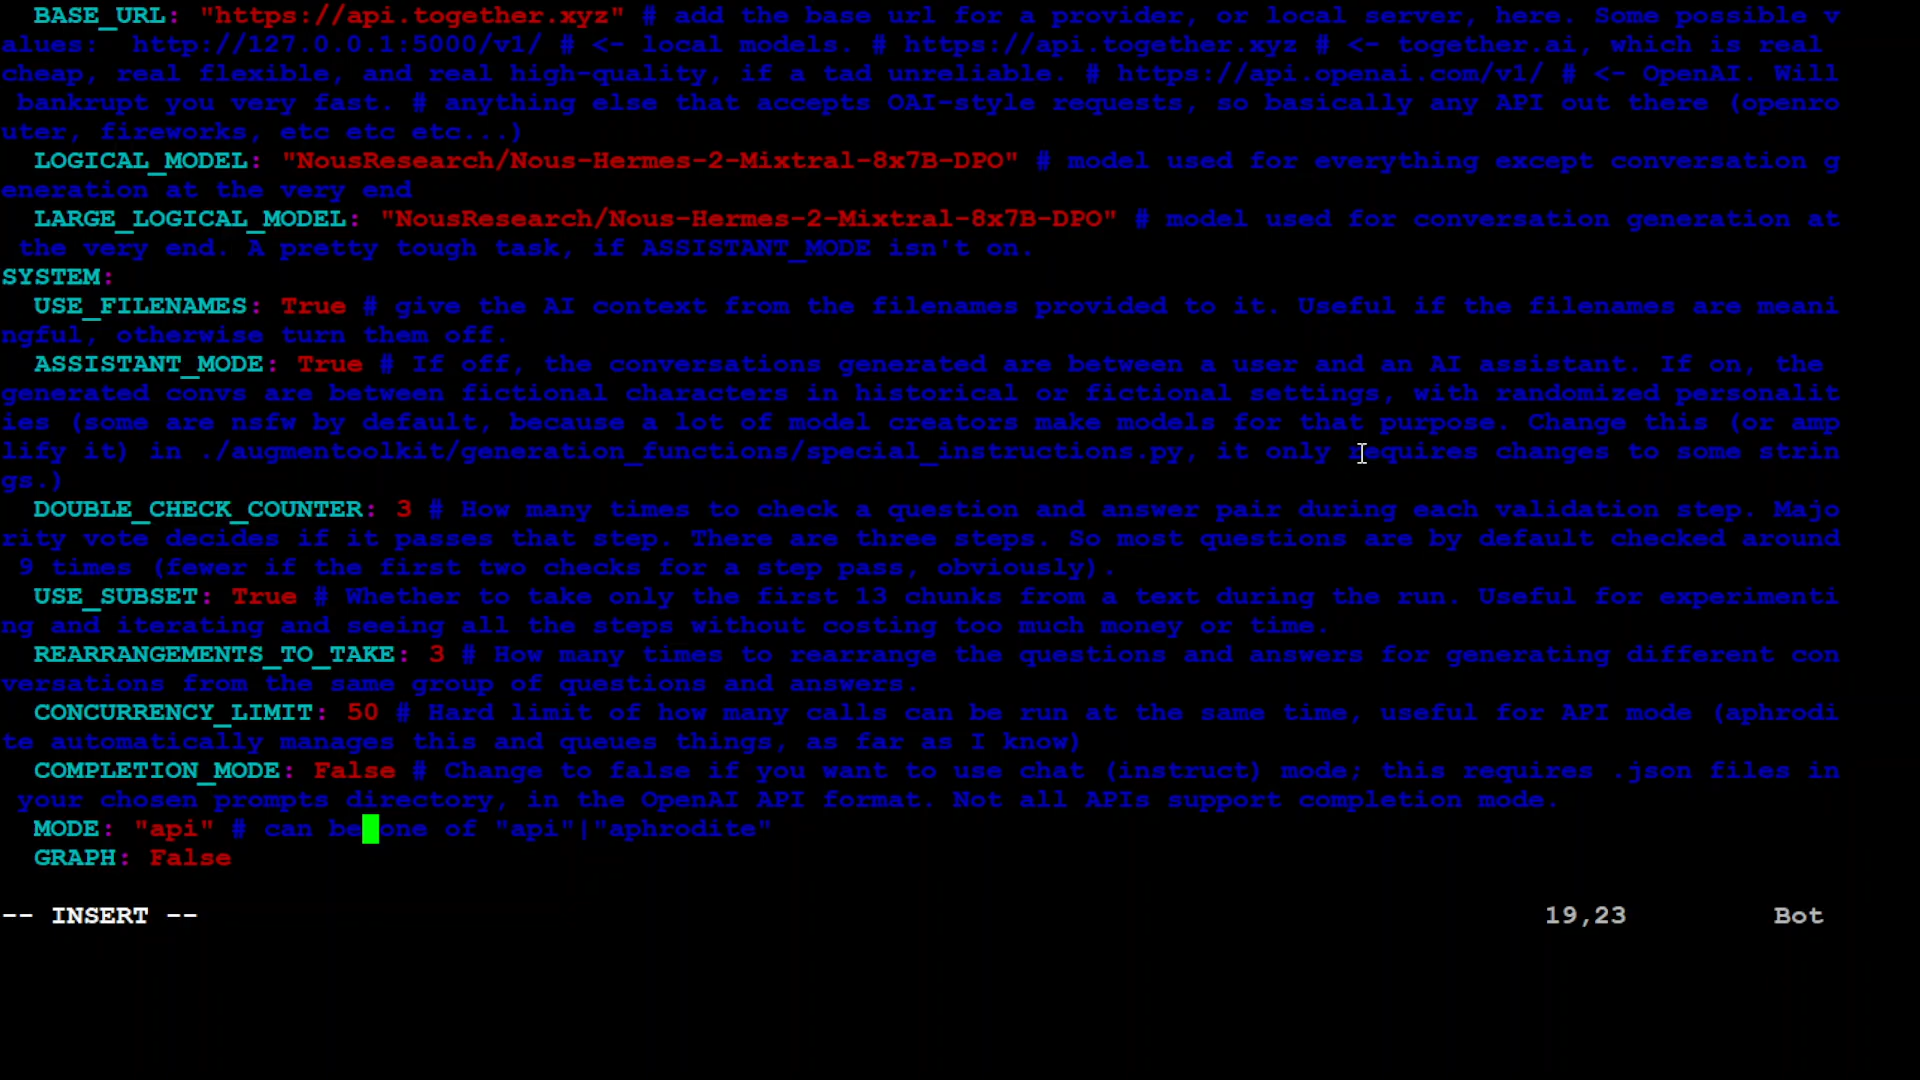 BASE_URL: "https://api.together.xyz" # add the base url for a provider, or local server, here. Some possible v
alues:  http://127.0.0.1:5000/v1/ # <- local models. # https://api.together.xyz # <- together.ai, which is real
cheap, real flexible, and real high-quality, if a tad unreliable. # https://api.openai.com/v1/ # <- OpenAI. Will
bankrupt you very fast. # anything else that accepts OAI-style requests, so basically any API out there (openro
uter, fireworks, etc etc etc...)
LOGICAL_MODEL: "NousResearch/Nous-Hermes-2-Mixtral-8x7B-DPO" # model used for everything except conversation g
eneration at the very end
LARGE_LOGICAL_MODEL: "NousResearch/Nous-Hermes-2-Mixtral-8x7B-DPO" # model used for conversation generation at
the very end. A pretty tough task, if ASSISTANT_MODE isn't on.
SYSTEM:
USE_FILENAMES: True # give the AI context from the filenames provided to it. Useful if the filenames are meani
ngful, otherwise turn them off.
ASSISTANT_MODE: True # If off, the conversations generated are between a user and an AI assistant. If on, the
generated convs are between fictional characters in historical or fictional settings, with randomized personalit
ies (some are nsfw by default, because a lot of model creators make models for that purpose. Change this (or amp
lify it) in ./augmentoolkit/generation_functions/special_instructions.py, it only requires changes to some strin
gs.)
DOUBLE_CHECK_COUNTER: 3 # How many times to check a question and answer pair during each validation step. Majo
rity vote decides if it passes that step. There are three steps. So most questions are by default checked around
9 times (fewer if the first two checks for a step pass, obviously).
USE_SUBSET: True # Whether to take only the first 13 chunks from a text during the run. Useful for experimenti
ng and iterating and seeing all the steps without costing too much money or time.
REARRANGEMENTS_TO_TAKE: 3 # How many times to rearrange the questions and answers for generating different con
versations from the same group of questions and answers.
CONCURRENCY_LIMIT: 50 # Hard limit of how many calls can be run at the same time, useful for API mode (aphrodi
te automatically manages this and queues things, as far as I know)
COMPLETION_MODE: False # Change to false if you want to use chat (instruct) mode; this requires .json files in
your chosen prompts directory, in the OpenAI API format. Not all APIs support completion mode.
MODE: "api" # can be one of "api"|"aphrodite"
GRAPH: False
-- INSERT -- 19,23 Bot